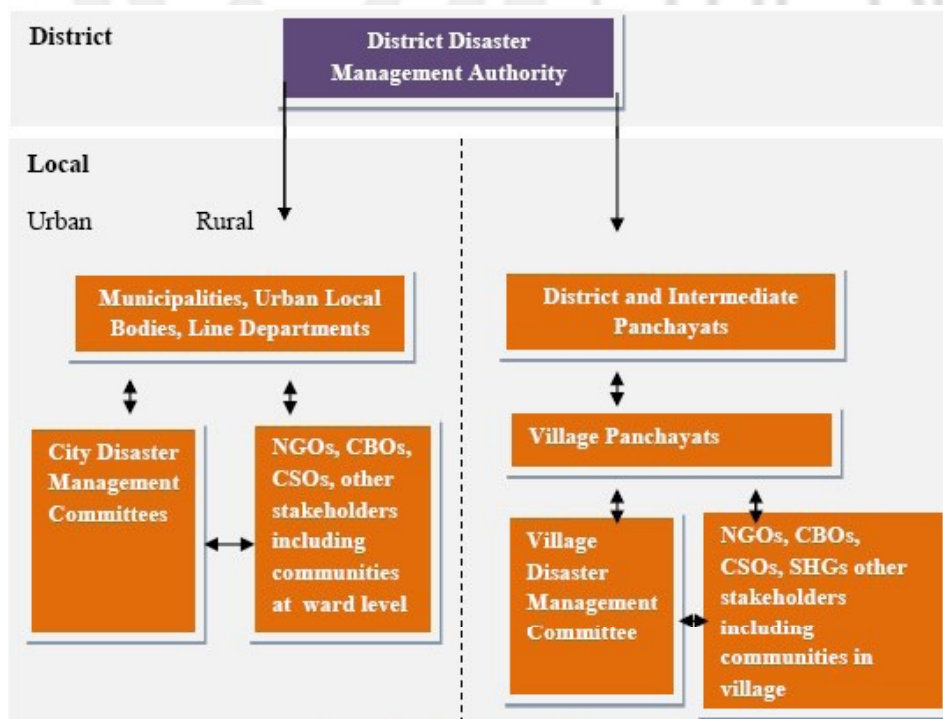 District
District Disaster
Management Authority
Local
Urban Rural
Municipalities, Urban Local
Bodies, Line Departments
City Disaster
Management
Committees
NGOs, CBOs,
CSOs, other
stakeholders
including
communities
at ward level
District and Intermediate
Panchayats
Village Panchayats
Village
Disaster
Management
Committee
NGOs, CBOs,
CSOs, SHGs other
stakeholders
including
communities in
village